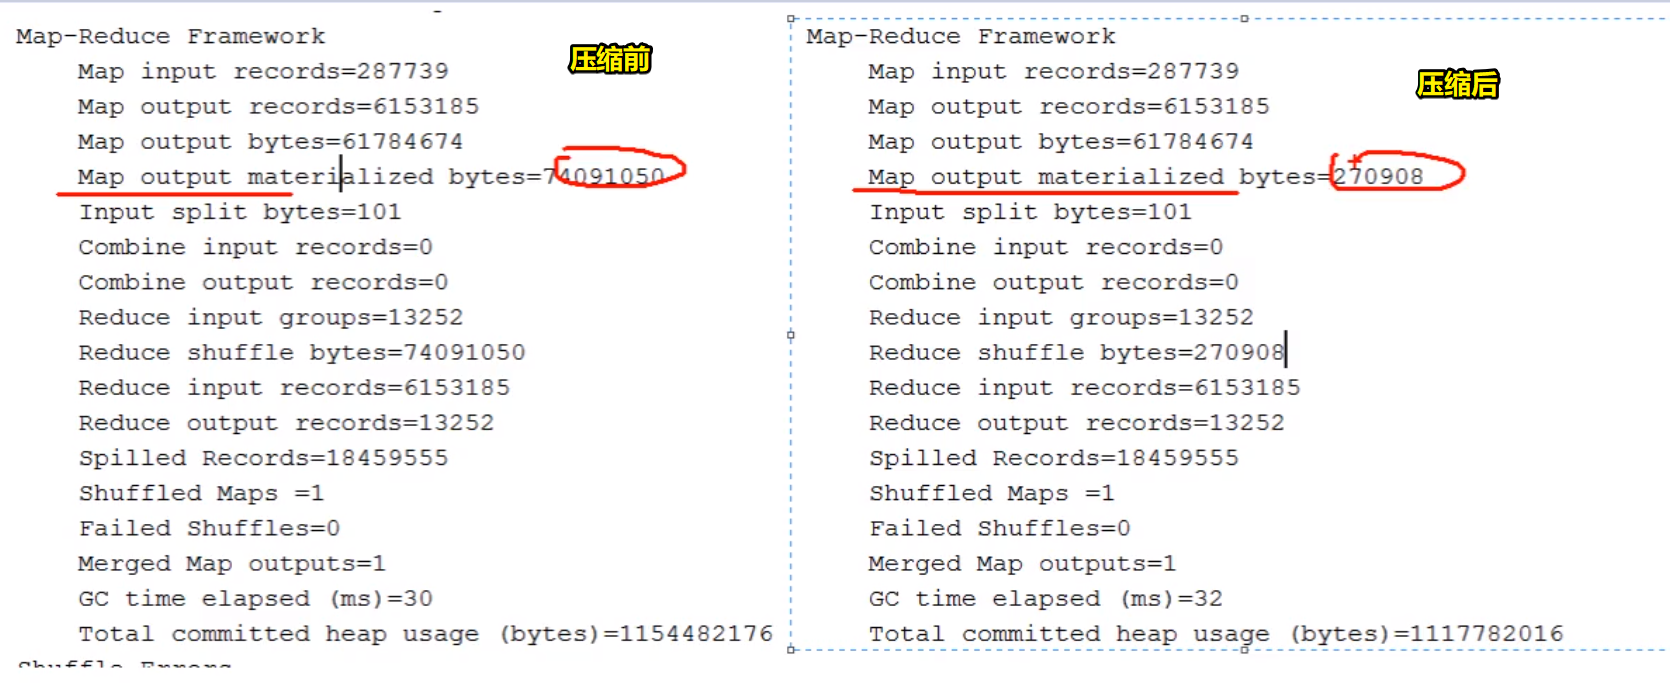 Map-Reduce Framework
压缩前
Map input records=287739
Map output records=6153185
Map output bytes=61784674
Map output materialized bytes=74091050
Input split bytes=101
Combine input records=0
Combine output records=0
Reduce input groups=13252
Reduce shuffle bytes=74091050
Reduce input records=6153185
Reduce output records=13252
Spilled Records=18459555
Shuffled Maps =1
Failed Shuffles=0
Merged Map outputs=1
GC time elapsed (ms)=30
Total committed heap usage (bytes)=1154482176
Shuffle Errors
Map-Reduce Framework
压缩后
Map input records=287739
Map output records=6153185
Map output bytes=61784674
Map output materialized bytes=270908
Input split bytes=101
Combine input records=0
Combine output records=0
Reduce input groups=13252
Reduce shuffle bytes=270908
Reduce input records=6153185
Reduce output records=13252
Spilled Records=18459555
Shuffled Maps =1
Failed Shuffles=0
Merged Map outputs=1
GC time elapsed (ms)=32
Total committed heap usage (bytes)=1117782016